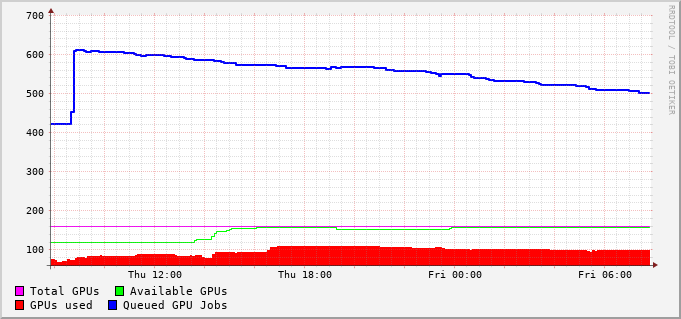 RRDTOOL / TOBI OETIKER
700
600
500
400
300
200
100
Thu 12:00 Thu 18:00 Fri 00:00 Fri 06:00
Total GPUs Available GPUs
GPUs used Queued GPU Jobs